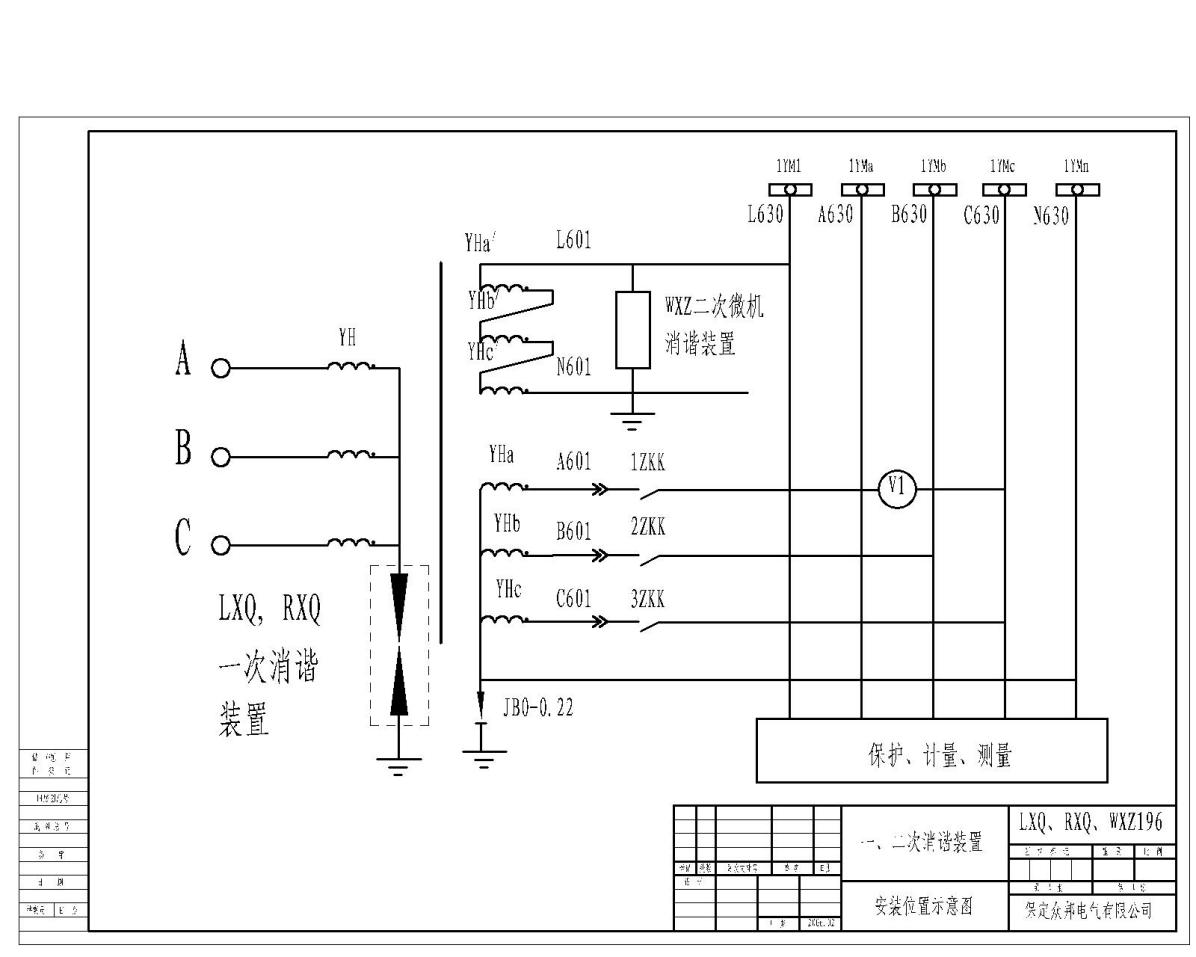 1YM1 1YMa 1YMb 1YMc 1YMn
L630 A630 B630 C630 N630
YHa' L601
YHb'
WXZ二次微机
消谐装置
YHc' N601
YH
A
B
C
YHa A601 1ZKK V1
YHb B601 2ZKK
YHc C601 3ZKK
LXQ, RXQ
一次消谐
装置
JB0-0.22
保护、计量、测量
一、二次消谐装置
LXQ、RXQ、WXZ196
安装位置示意图
保定众邦电气有限公司